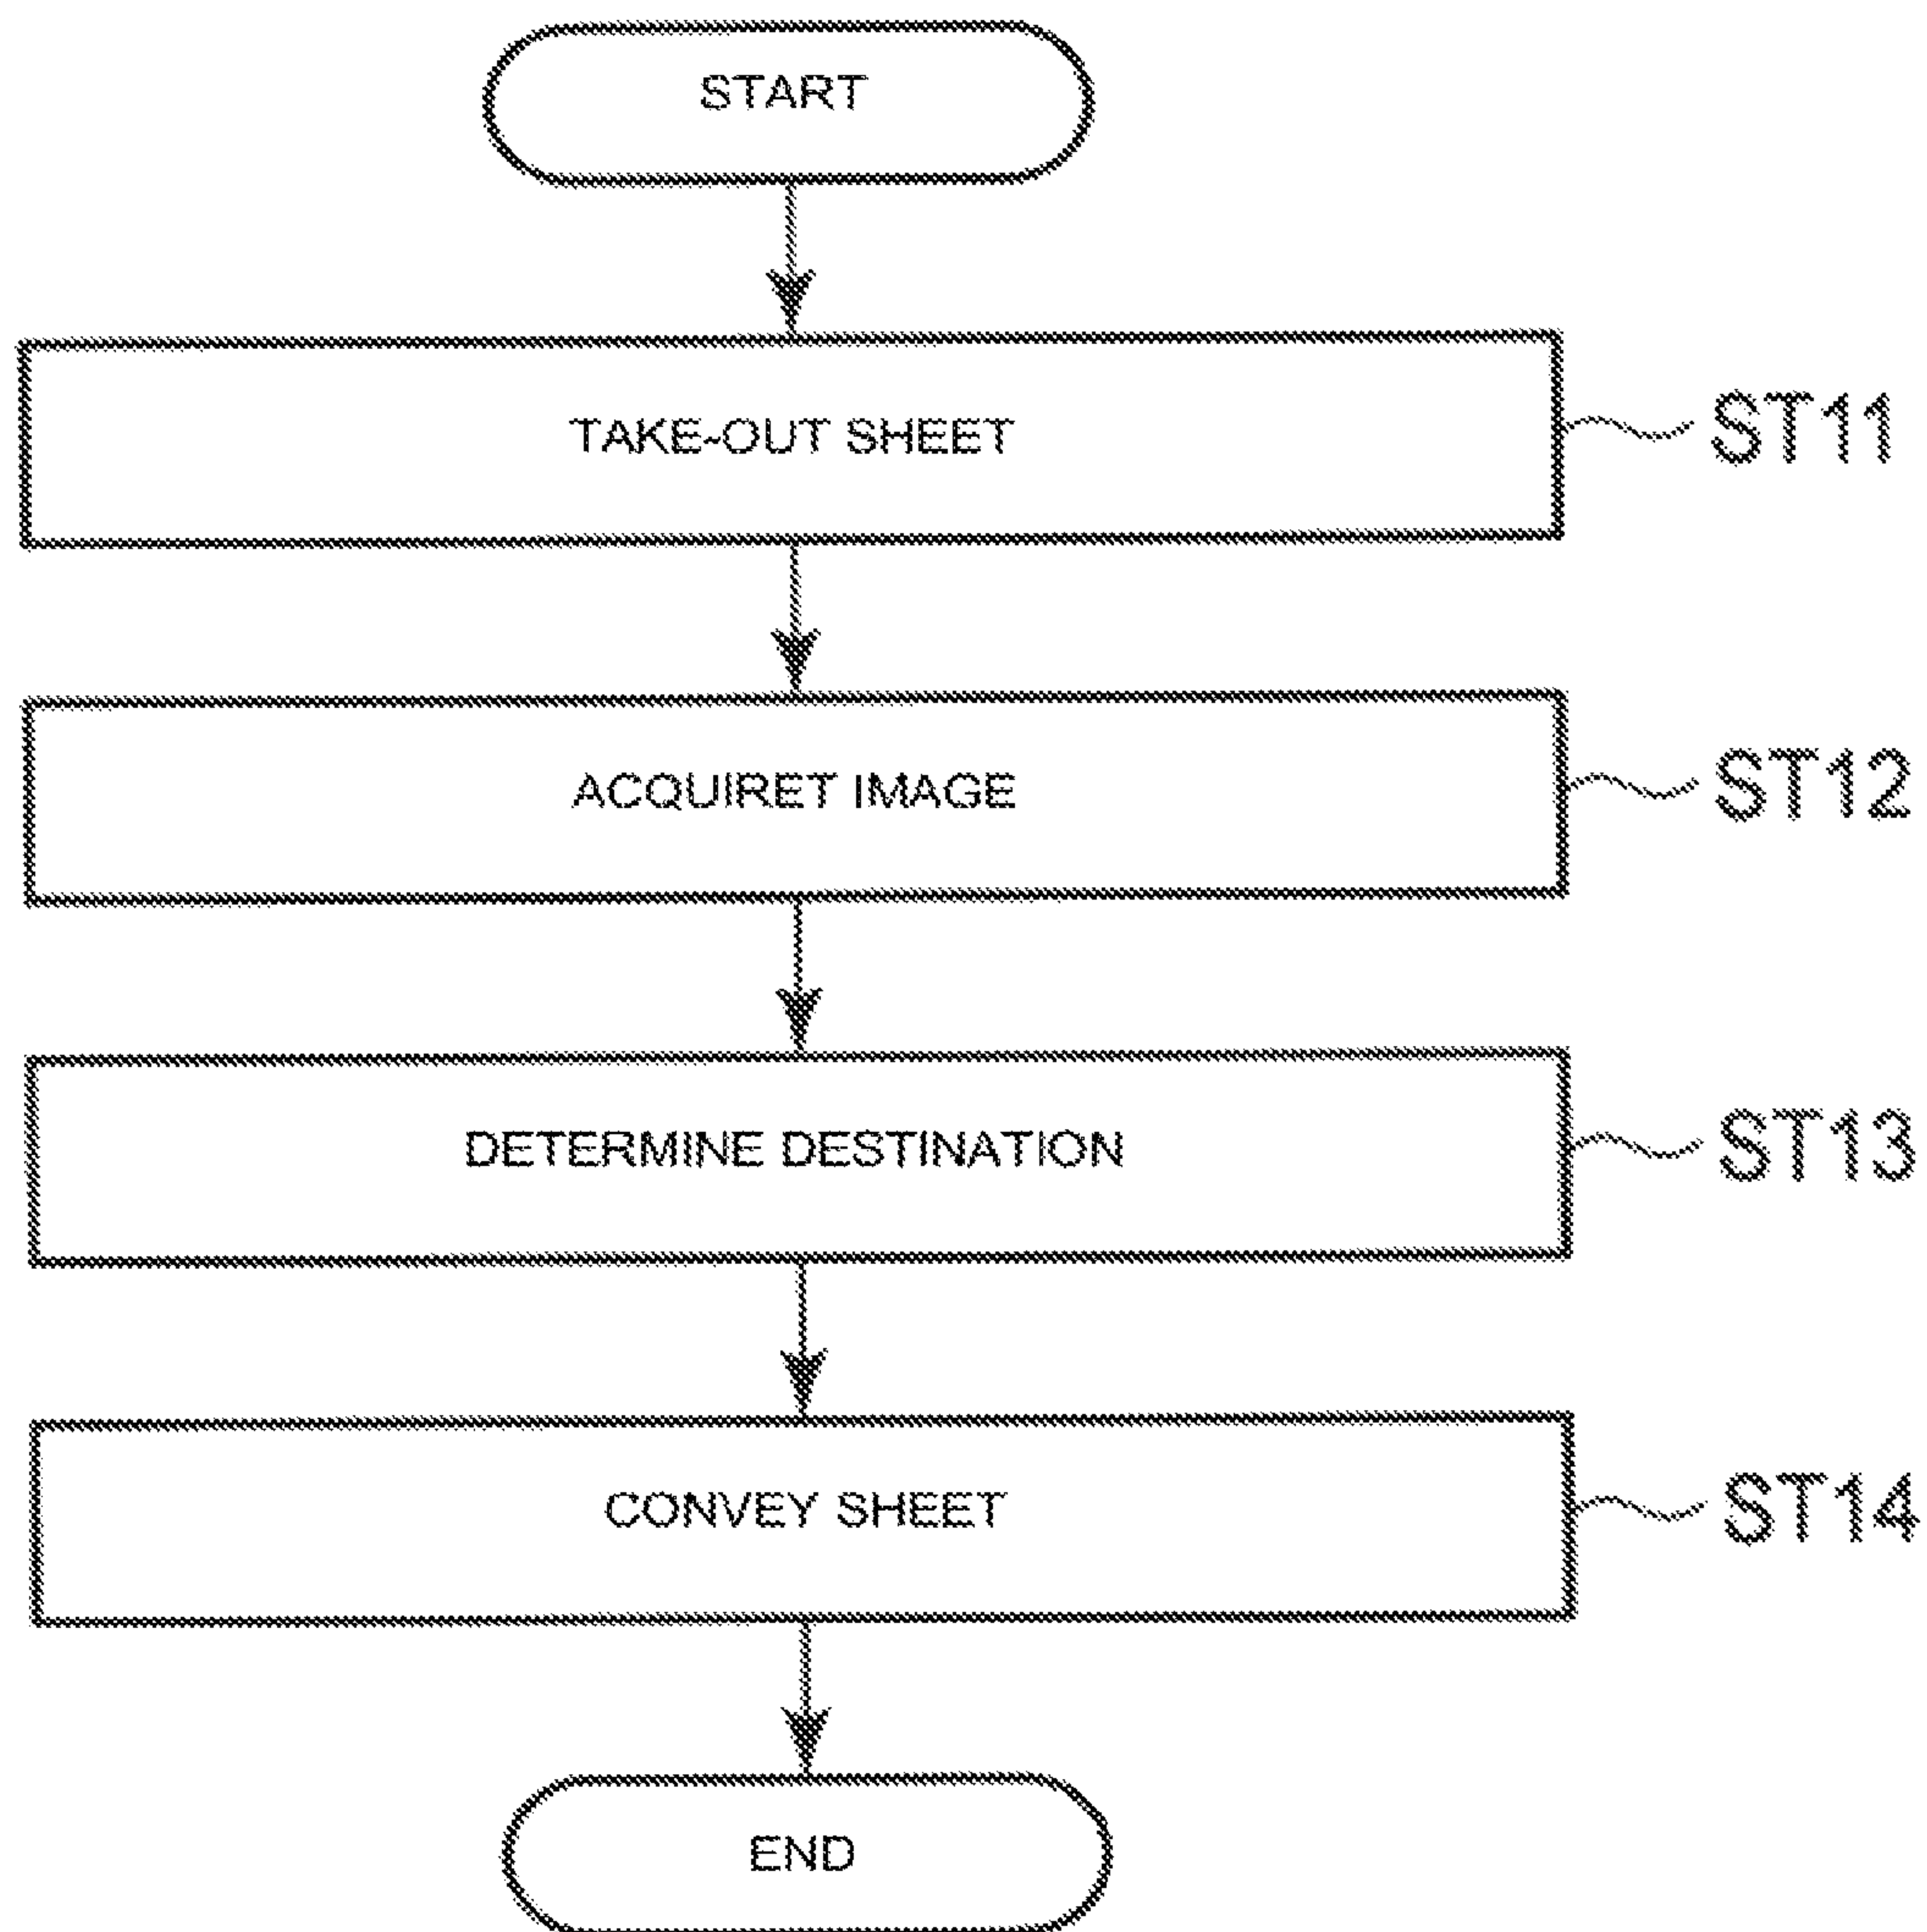 START
TAKE-OUT SHEET
ST11
ACQUIRET IMAGE
ST12
DETERMINE DESTINATION
ST13
CONVEY SHEET
ST14
END